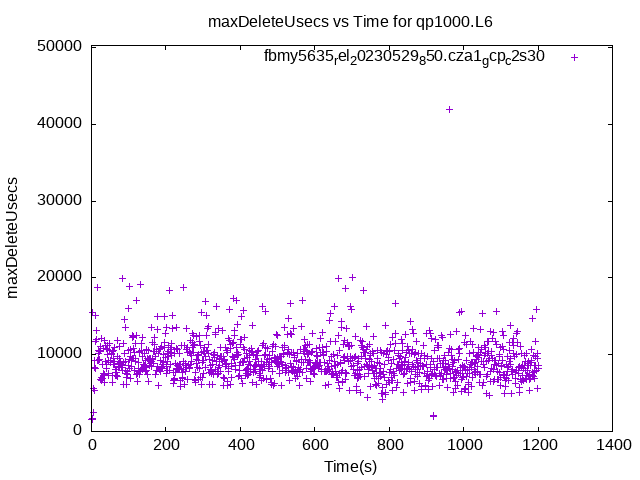 maxDeleteUsecs vs Time for qp1000.L6
50000
fbmy5635rel20230529850.cza1gcpc2s30
40000
30000
maxDeleteUsecs
20000
10000
0
0 200 400 600 800 1000 1200 1400
Time(s)